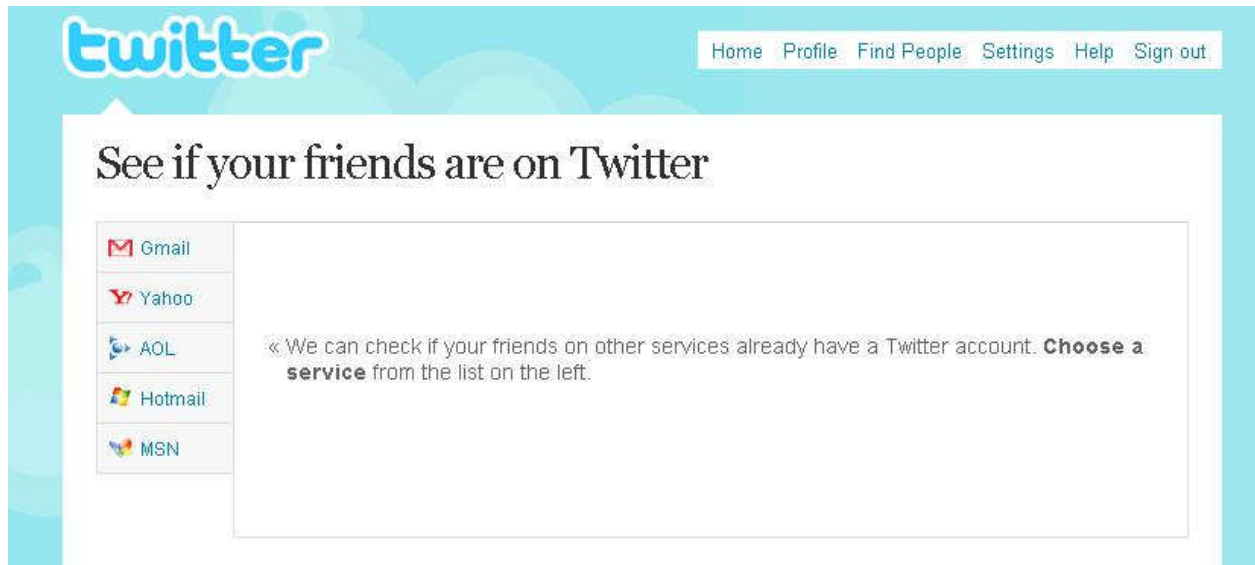 twitter
Home Profile Find People Settings Help Sign out
See if your friends are on Twitter
Gmail
Yahoo
AOL
Hotmail
MSN
« We can check if your friends on other services already have a Twitter account. Choose a
service from the list on the left.